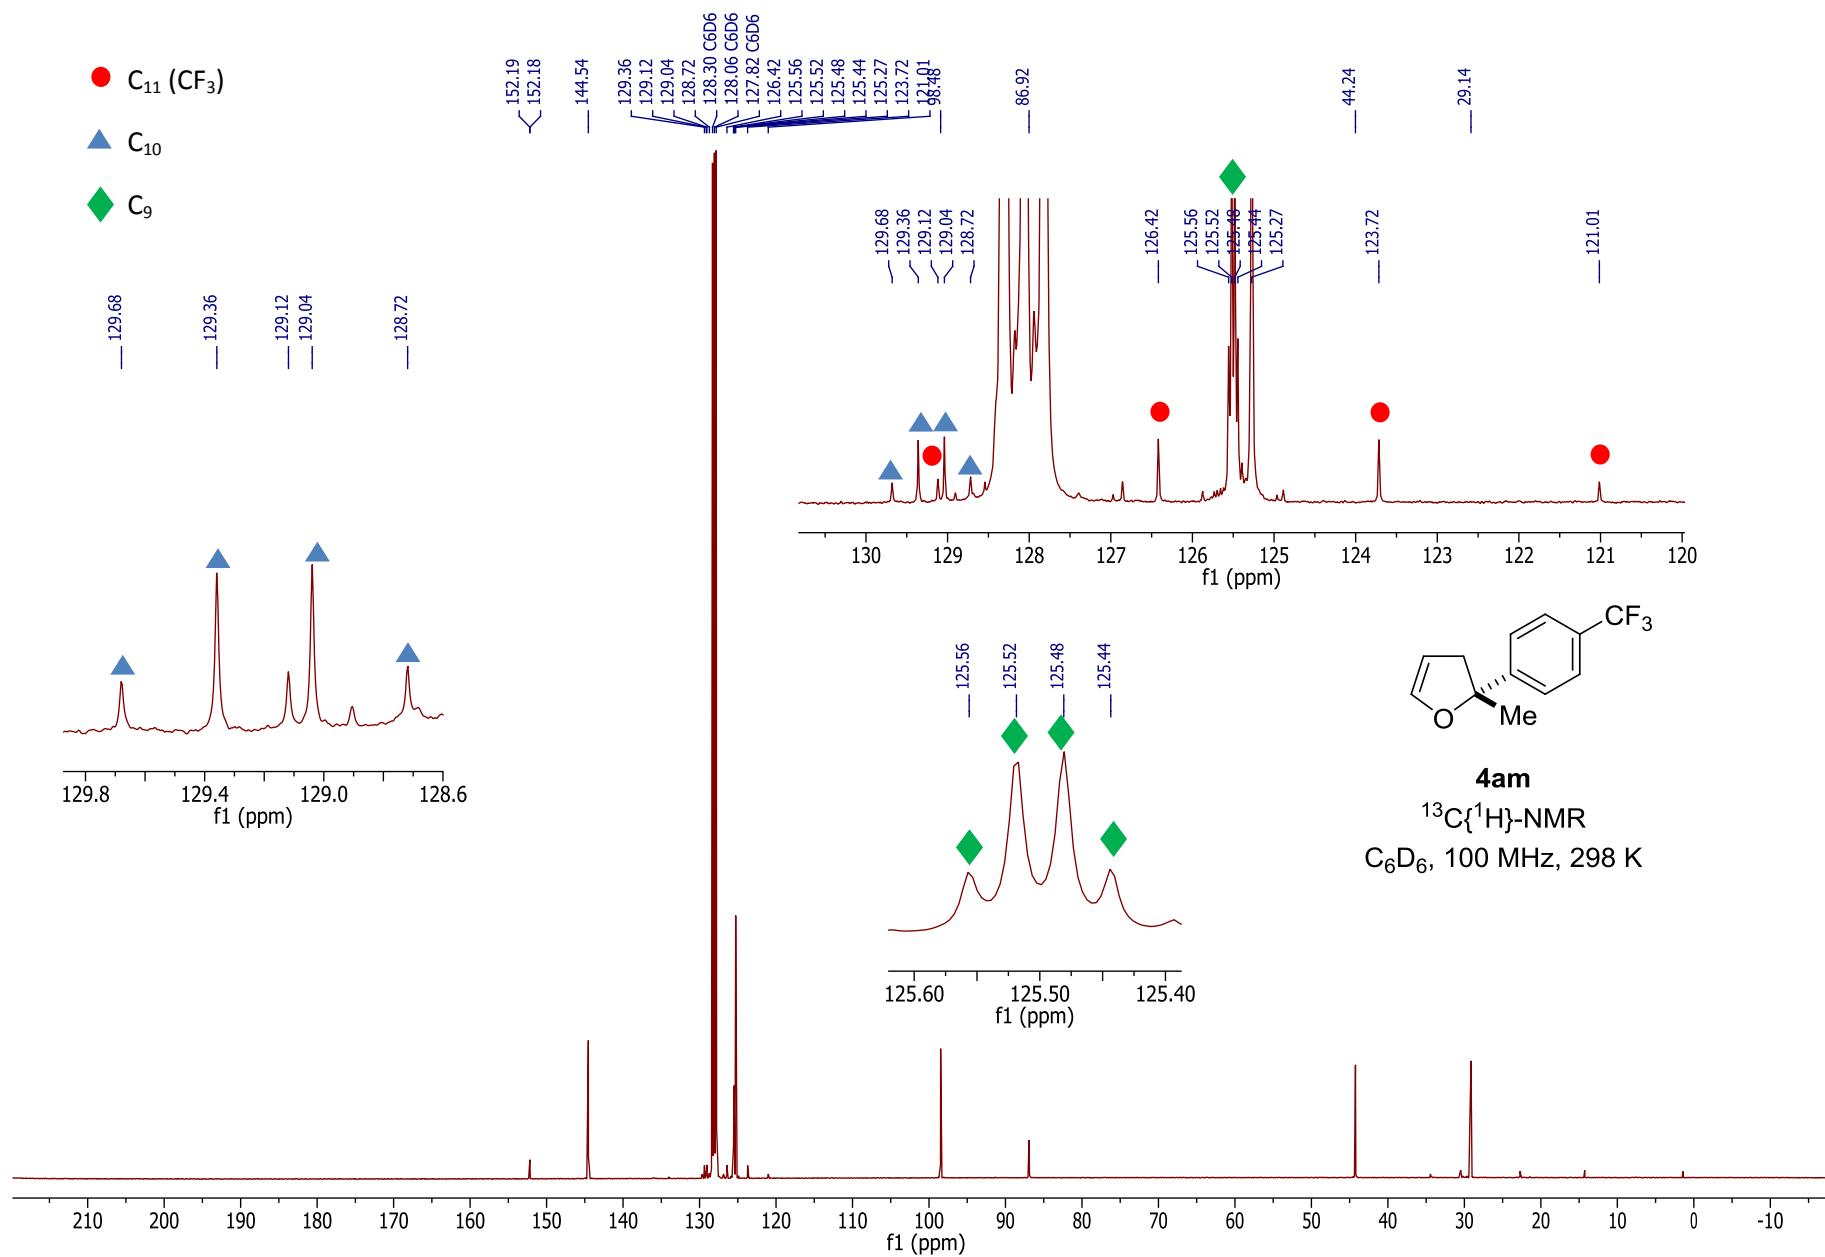 C₁₁ (CF₃)
C₁₀
C₉
152.19
152.18
144.54
129.36
129.12
129.04
128.72
128.30 C6D6
128.06 C6D6
127.82 C6D6
126.42
125.56
125.52
125.48
125.44
125.27
123.72
121.01
98.48
86.92
44.24
29.14
129.68
129.36
129.12
129.04
128.72
126.42
125.56
125.52
125.48
125.44
125.27
123.72
121.01
130 129 128 127 126 125 124 123 122 121 120
f1 (ppm)
129.68
129.36
129.12
129.04
128.72
129.8 129.4 129.0 128.6
f1 (ppm)
125.56
125.52
125.48
125.44
125.60 125.50 125.40
f1 (ppm)
CF₃
O
Me
4am
¹³C{¹H}-NMR
C₆D₆, 100 MHz, 298 K
210 200 190 180 170 160 150 140 130 120 110 100 90 80 70 60 50 40 30 20 10 0 -10
f1 (ppm)